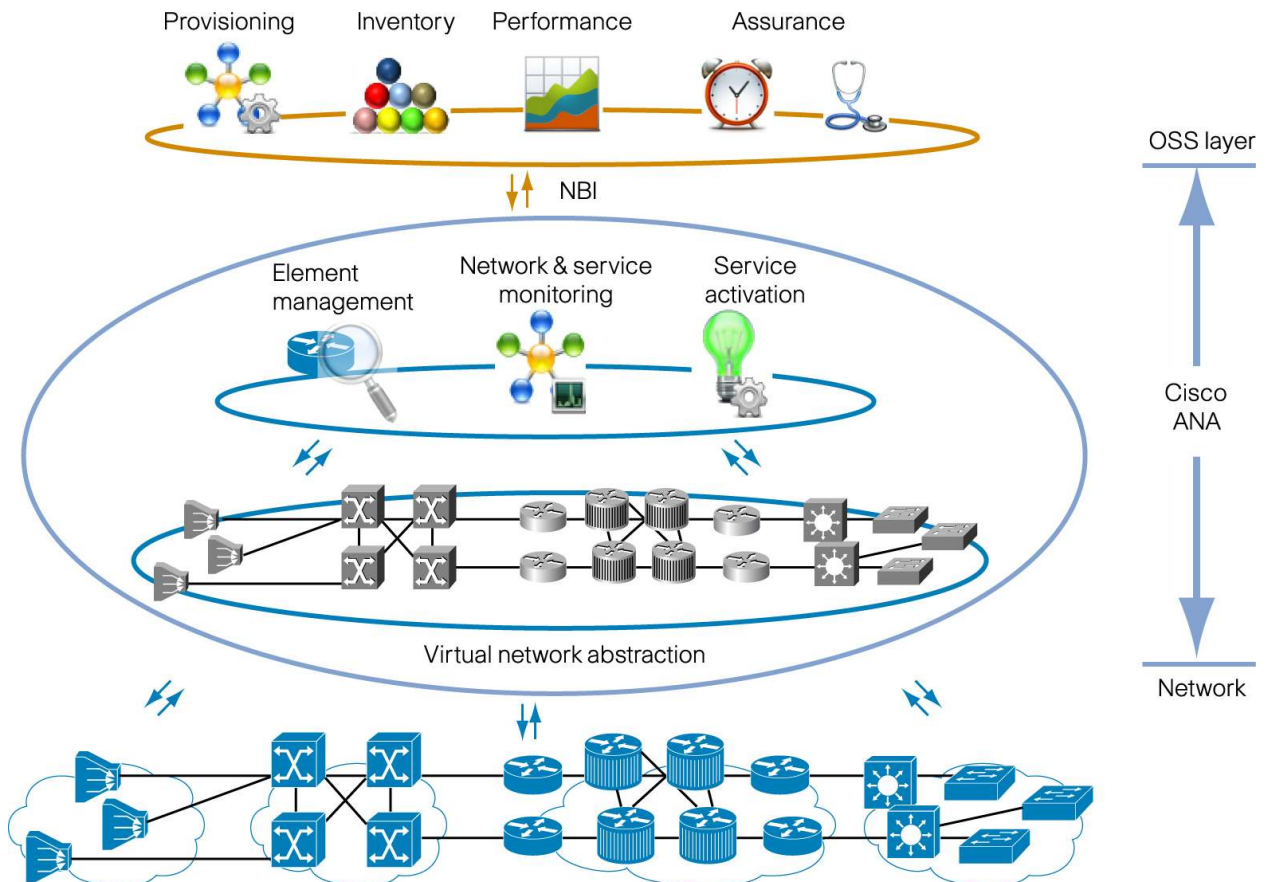 Provisioning
Inventory
Performance
Assurance
OSS layer
NBI
Element
management
Network & service
monitoring
Service
activation
Cisco
ANA
Virtual network abstraction
Network